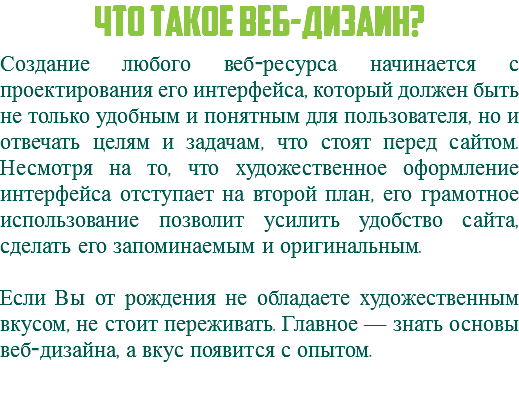 ЧТО ТАКОЕ ВЕБ-ДИЗАЙН?
Создание любого веб-ресурса начинается с
проектирования его интерфейса, который должен быть
не только удобным и понятным для пользователя, но и
отвечать целям и задачам, что стоят перед сайтом.
Несмотря на то, что художественное оформление
интерфейса отступает на второй план, его грамотное
использование позволит усилить удобство сайта,
сделать его запоминаемым и оригинальным.
Если Вы от рождения не обладаете художественным
вкусом, не стоит переживать. Главное — знать основы
веб-дизайна, а вкус появится с опытом.